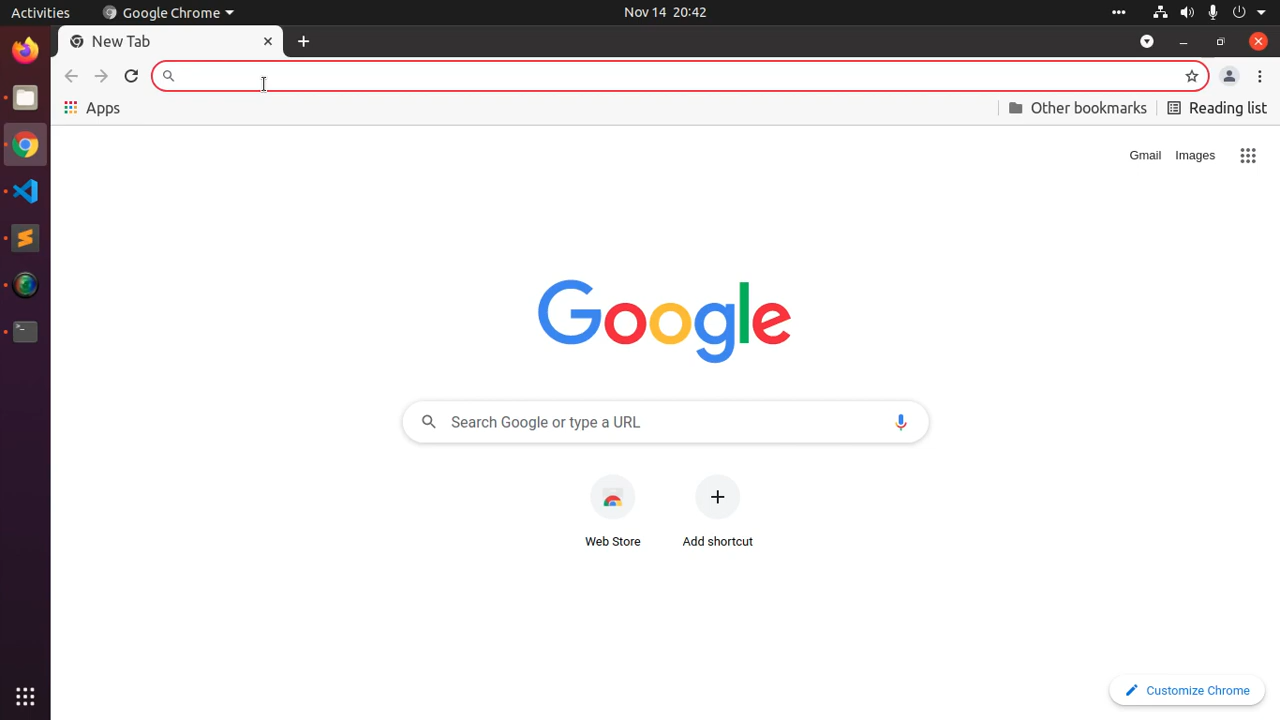 Activities Google Chrome Nov 14 20:42
New Tab
Apps Other bookmarks Reading list
Gmail Images
Google
Search Google or type a URL
Web Store Add shortcut
Customize Chrome